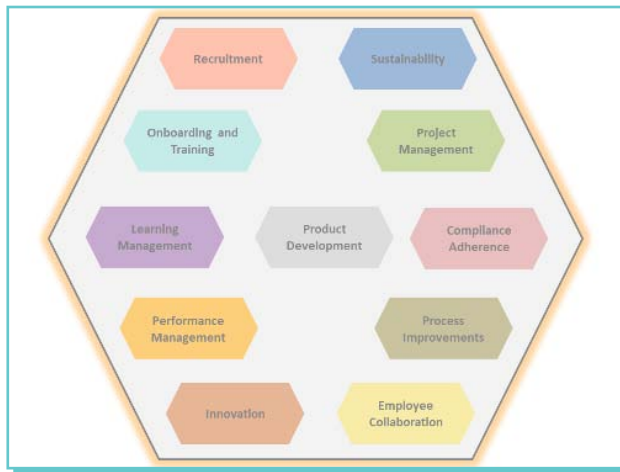 Recruitment
Sustainability
Onboarding and
Training
Project
Management
Learning
Management
Product
Development
Compliance
Adherence
Performance
Management
Process
Improvements
Innovation
Employee
Collaboration